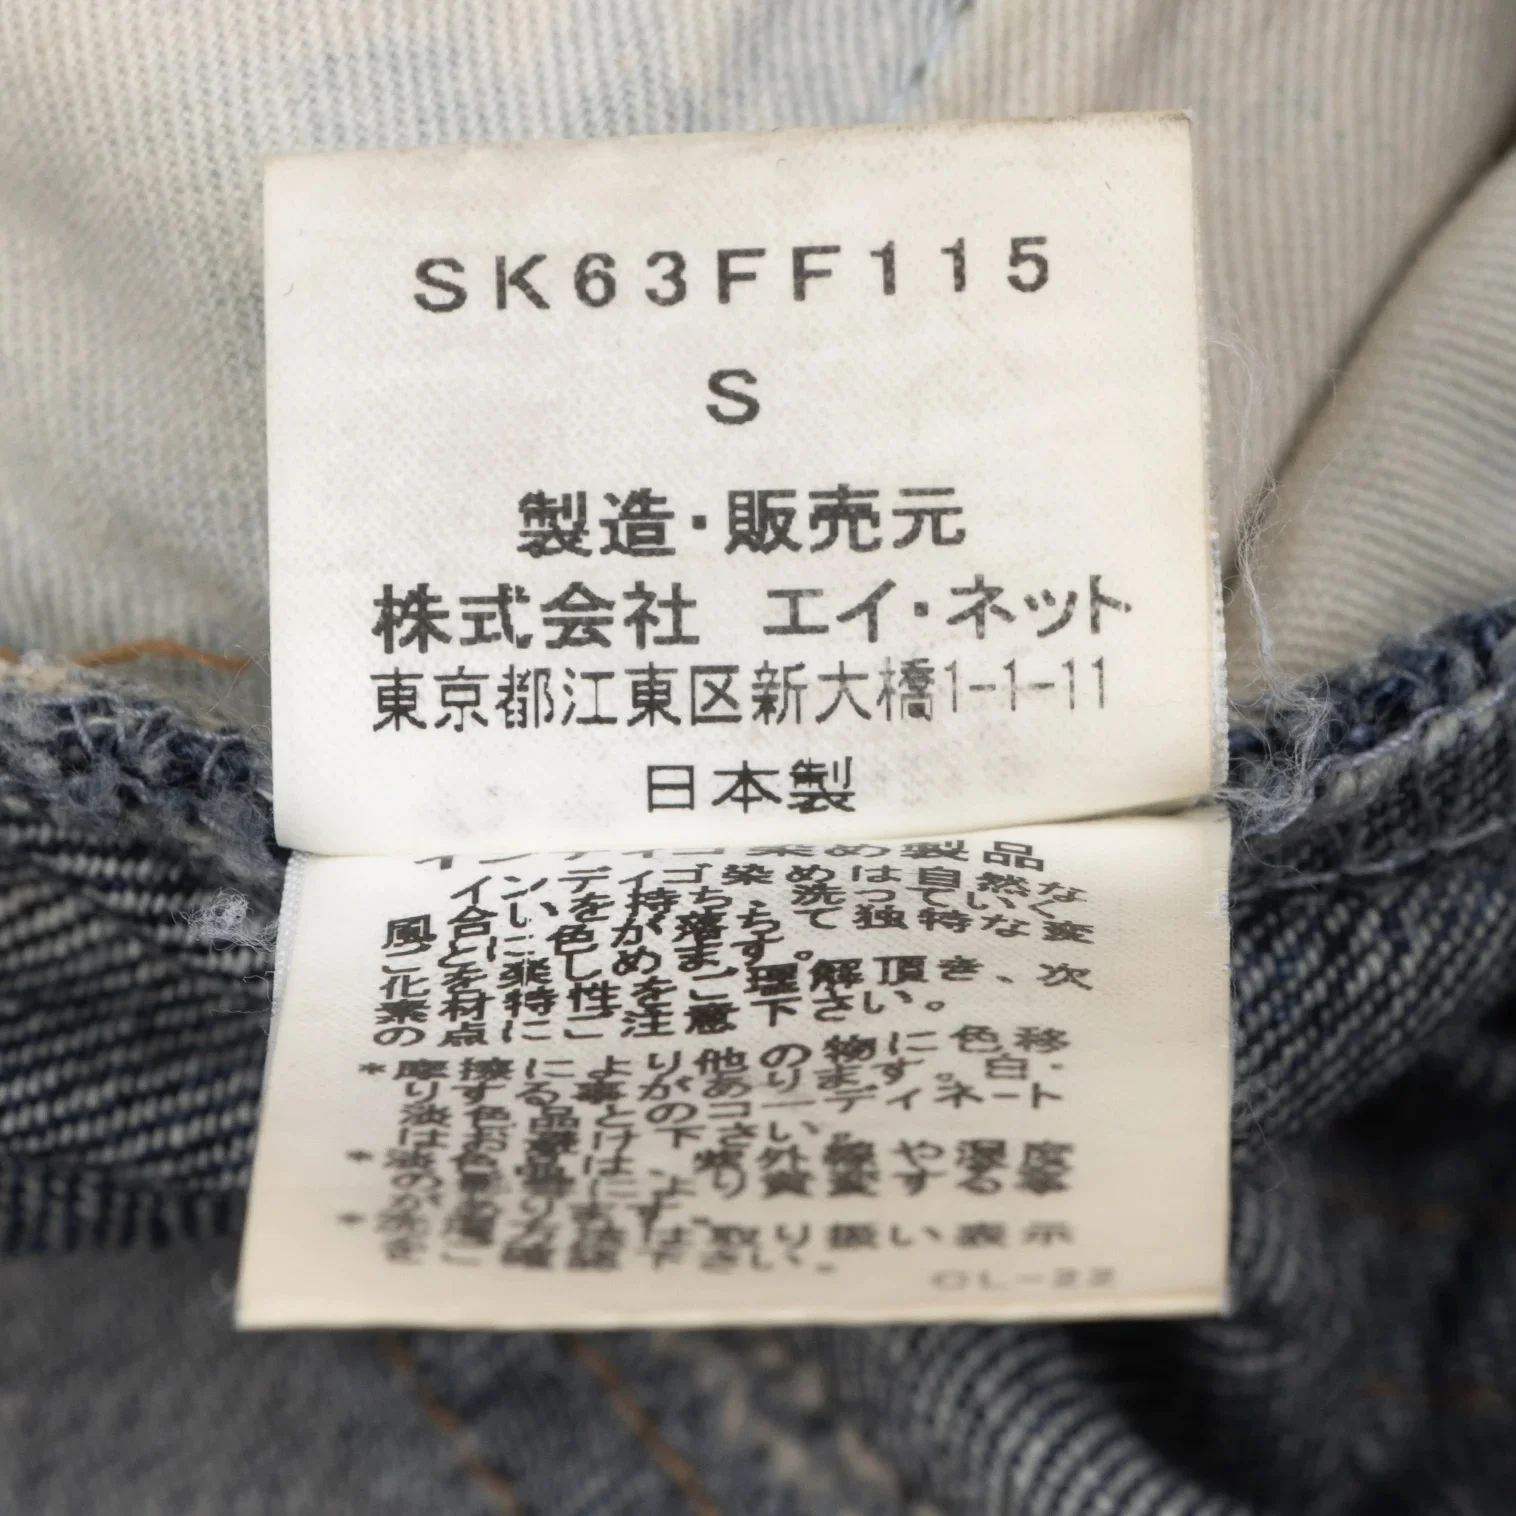 SK63FF115
S
製造・販売元
株式会社 エイ・ネット
東京都江東区新大橋1-1-11
日本製
インディゴ染め製品
インディゴ染めは自然な
風合いを持ち、洗っていく
ごとに色が落ちて独特な変
化を楽しめます。
素材特性をご理解頂き、次
の点にご注意下さい。
*摩擦により他の物に色移
りする事があります。白・
淡色品とのコーディネート
はお避け下さい。
GL-22